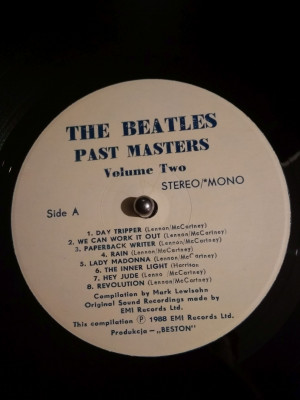 THE BEATLES
PAST MASTERS
Volume Two
STEREO/*MONO
Side A
1. DAY TRIPPER (Lennon/McCartney)
2. WE CAN WORK IT OUT (Lennon/McCartney)
3. PAPERBACK WRITER (Lennon/McCartney)
4. RAIN (Lennon/McCartney)
5. LADY MADONNA (Lennon/McCartney)
6. THE INNER LIGHT (Harrison
7. HEY JUDE (Lenno /McCartney)
8. REVOLUTION (Lennon/McCartney)
Compilation by Mark Lewisohn
Original Sound Recordings made by
EMI Records Ltd.
This compilation Ⓟ 1988 EMI Records Ltd
Produkcja — „BESTON"